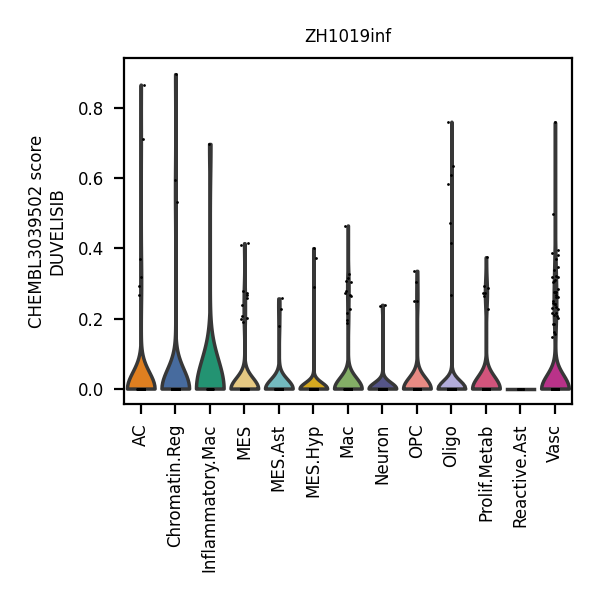 ZH1019inf
CHEMBL3039502 score
DUVELISIB
0.8
0.6
0.4
0.2
0.0
AC
Chromatin.Reg
Inflammatory.Mac
MES
MES.Ast
MES.Hyp
Mac
Neuron
OPC
Oligo
Prolif.Metab
Reactive.Ast
Vasc